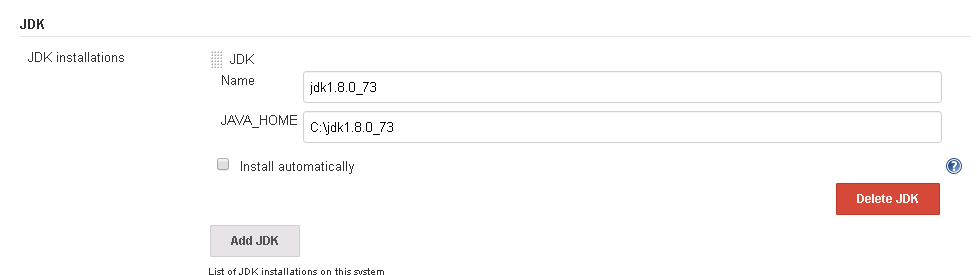 JDK
JDK installations
JDK
Name
jdk1.8.0_73
JAVA_HOME
C:\jdk1.8.0_73
Install automatically
?
Delete JDK
Add JDK
List of JDK installations on this system